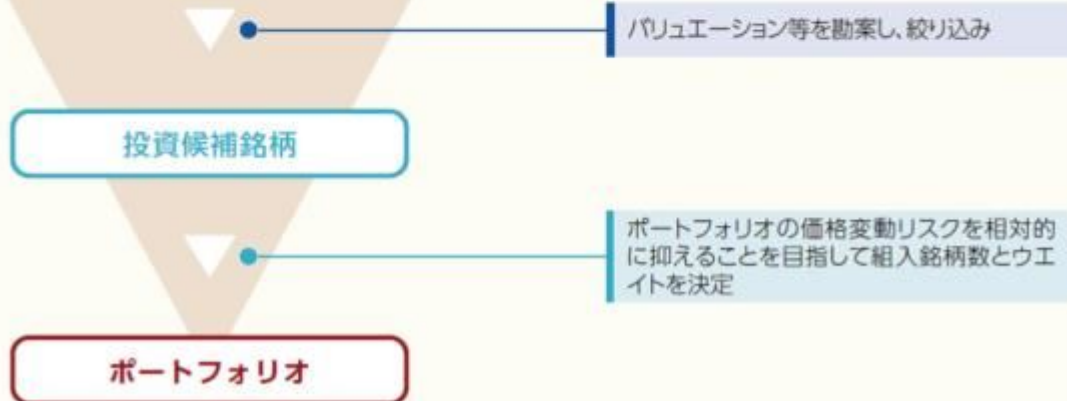 バリュエーション等を勘案し、絞り込み
投資候補銘柄
ポートフォリオの価格変動リスクを相対的
に抑えることを目指して組入銘柄数とウエ
イトを決定
ポートフォリオ